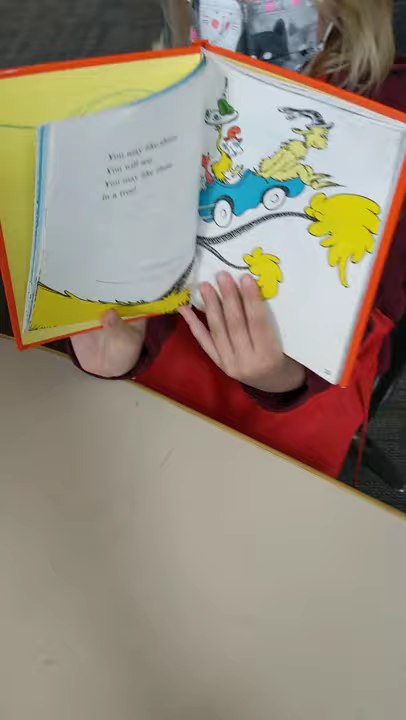 You may like them.
You will see.
You may like them
in a tree!